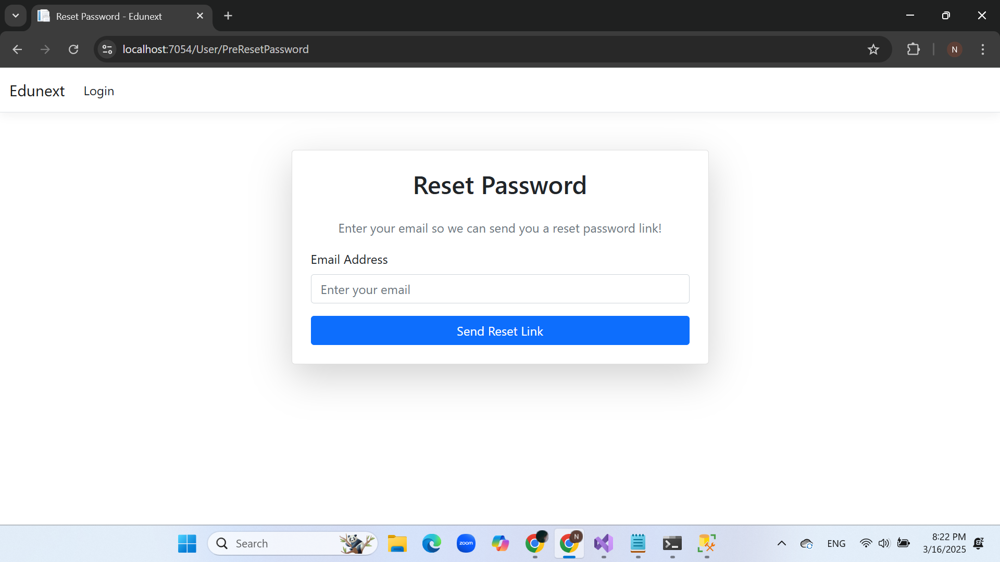 Reset Password - Edunext
localhost:7054/User/PreResetPassword
N
Edunext
Login
Reset Password
Enter your email so we can send you a reset password link!
Email Address
Enter your email
Send Reset Link
Search
zoom
N
ENG
8:22 PM
3/16/2025